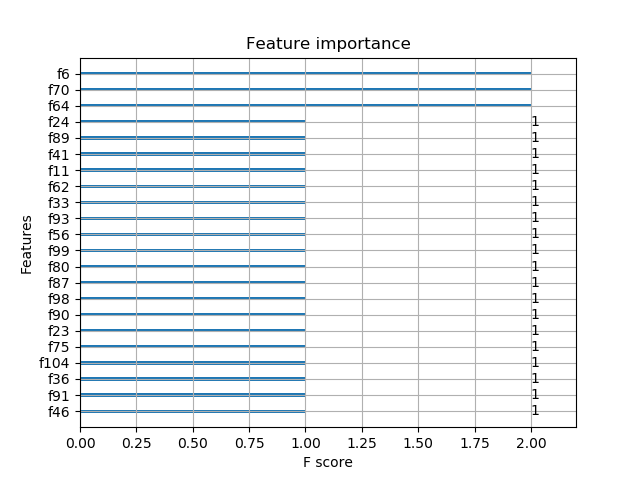 Feature importance
f6
f70
f64
f24 1
f89 1
f41 1
f11 1
f62 1
f33 1
f93 1
f56 1
f99 1
f80 1
f87 1
f98 1
f90 1
f23 1
f75 1
f104 1
f36 1
f91 1
f46 1
Features
0.00 0.25 0.50 0.75 1.00 1.25 1.50 1.75 2.00
F score